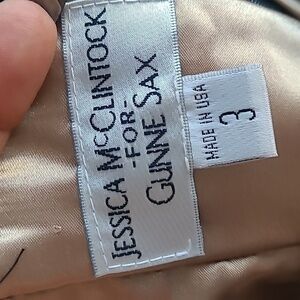 JESSICA McCLINTOCK
-FOR-
GUNNE SAX
MADE IN USA
3